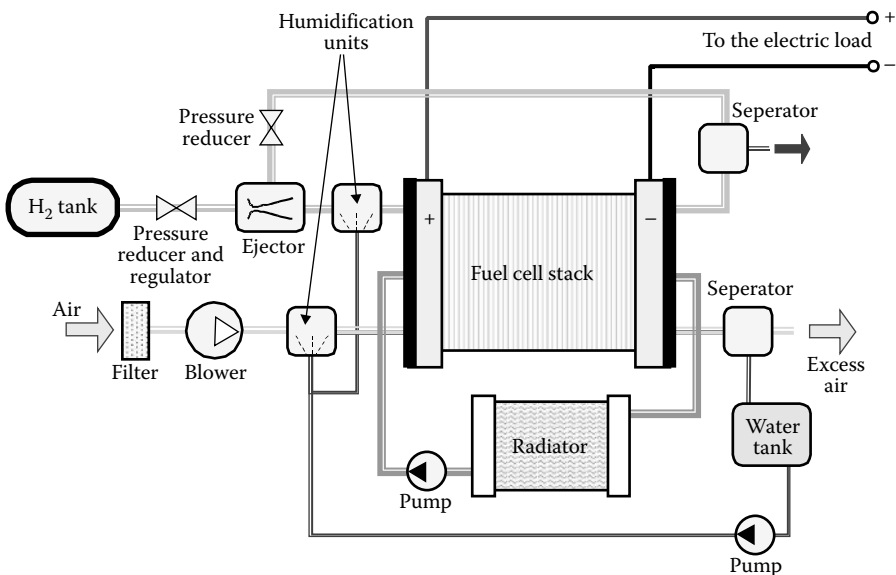 Humidification
units
+
To the electric load
−
Pressure
reducer
Seperator
H₂ tank
Pressure
reducer and
regulator
Ejector
+
−
Fuel cell stack
Air
Filter
Blower
Seperator
Excess
air
Radiator
Water
tank
Pump
Pump